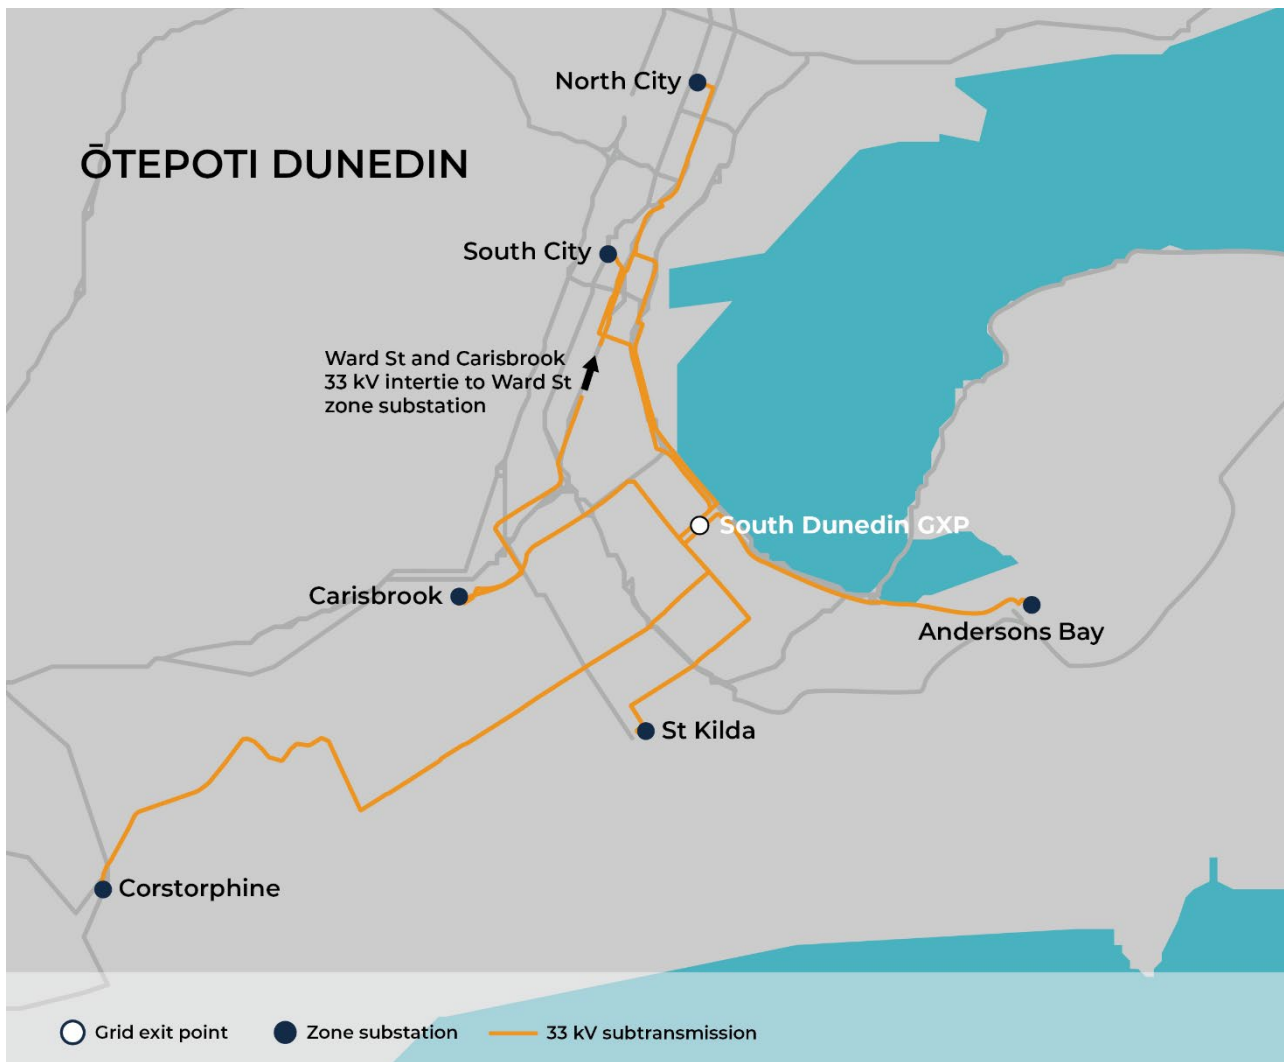 North City
ŌTEPOTI DUNEDIN
South City
Ward St and Carisbrook
33 kV intertie to Ward St
zone substation
South Dunedin GXP
Carisbrook
Andersons Bay
St Kilda
Corstorphine
Grid exit point
Zone substation
33 kV subtransmission